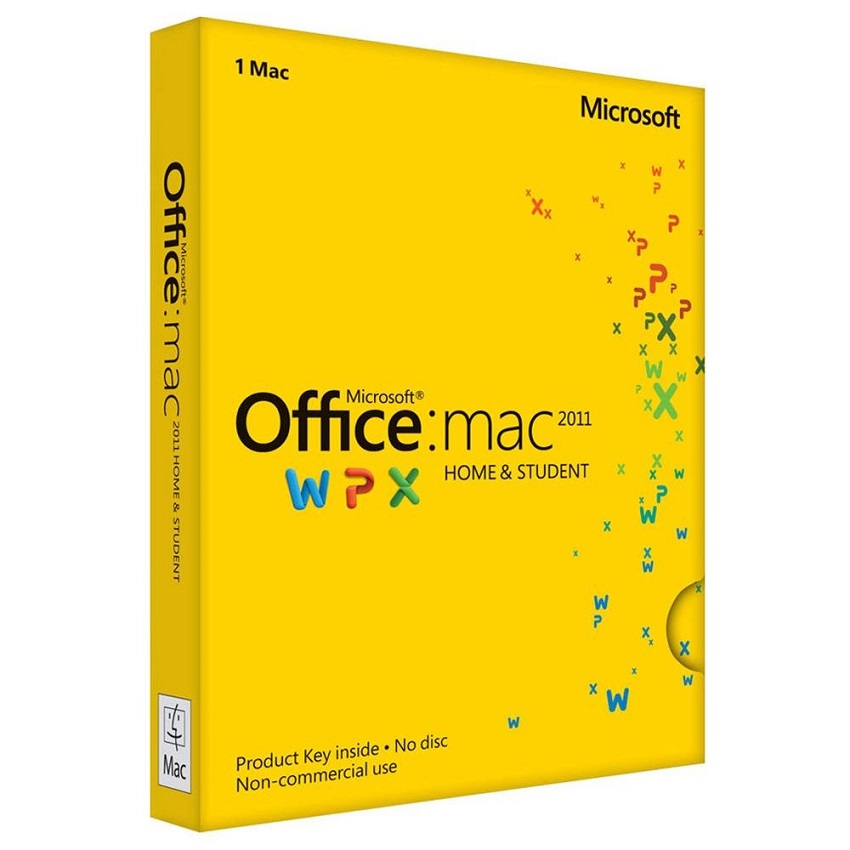 1 Mac
Microsoft
Microsoft®
Office:mac 2011
HOME & STUDENT
W P X
Product Key inside • No disc
Non-commercial use
Microsoft®
Office:mac 2011 HOME & STUDENT
Mac